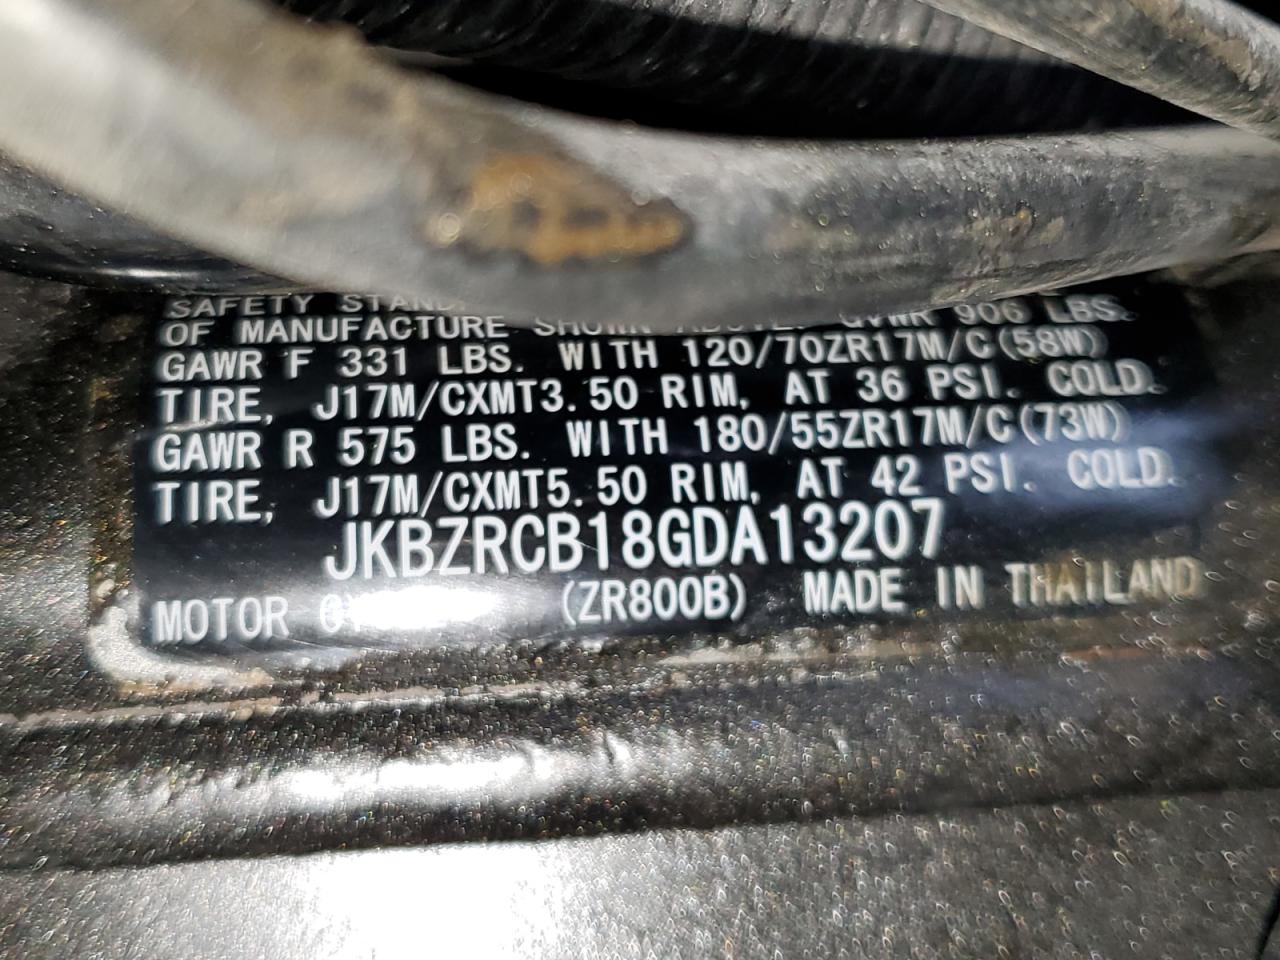 SAFETY STAND
OF MANUFACTURE SHOWN ABOVE. GVWR 906 LBS.
GAWR F 331 LBS. WITH 120/70ZR17M/C(58W)
TIRE, J17M/CXMT3.50 RIM, AT 36 PSI. COLD.
GAWR R 575 LBS. WITH 180/55ZR17M/C(73W)
TIRE, J17M/CXMT5.50 RIM, AT 42 PSI. COLD.
JKBZRCB18GDA13207
MOTOR (ZR800B) MADE IN THAILAND